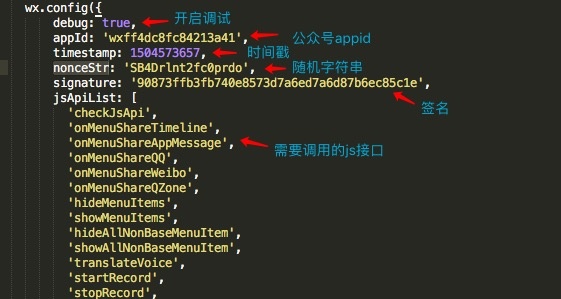 wx.config({
debug: true, 开启调试
appId: 'wxff4dc8fc84213a41', 公众号appid
timestamp: 1504573657, 时间戳
nonceStr: 'SB4Drlnt2fc0prdo', 随机字符串
signature: '90873ffb3fb740e8573d7a6ed7a6d87b6ec85c1e',
签名
jsApiList: [
'checkJsApi',
'onMenuShareTimeline',
'onMenuShareAppMessage', 需要调用的js接口
'onMenuShareQQ',
'onMenuShareWeibo',
'onMenuShareQZone',
'hideMenuItems',
'showMenuItems',
'hideAllNonBaseMenuItem',
'showAllNonBaseMenuItem',
'translateVoice',
'startRecord',
'stopRecord',